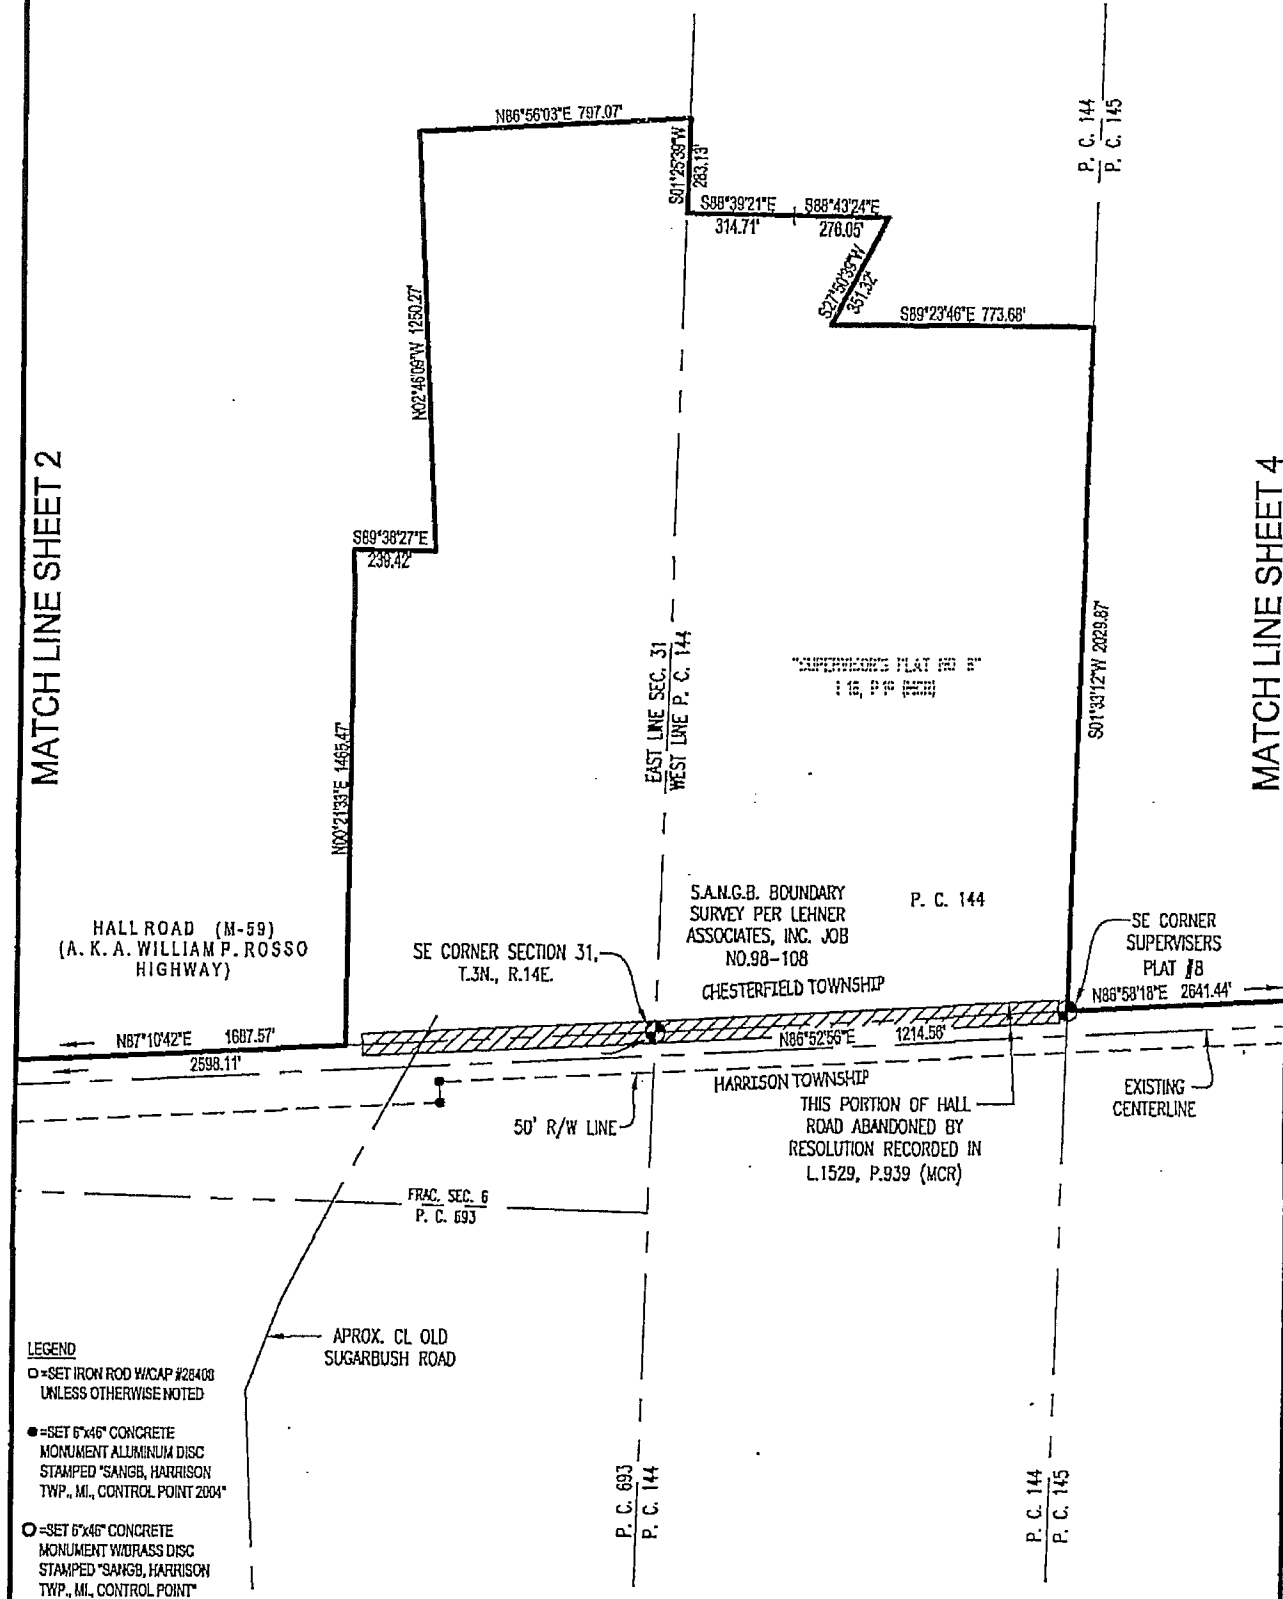 N86°56'03"E 797.07'
P. C. 144
P. C. 145
S01°25'39"W
283.13'
S88°39'21"E
314.71'
S88°43'24"E
276.05'
S27°50'39"W
351.32'
S89°23'46"E 773.68'
N02°46'09"W 1250.27'
MATCH LINE SHEET 2
MATCH LINE SHEET 4
S89°38'27"E
239.42'
N00°21'33"E 1465.47'
EAST LINE SEC. 31
WEST LINE P. C. 144
"SUPERVISOR'S PLAT NO 8"
(MCR)
S01°33'12"W 2029.87'
HALL ROAD (M-59)
(A. K. A. WILLIAM P. ROSSO
HIGHWAY)
SE CORNER SECTION 31,
T.3N., R.14E.
S.A.N.G.B. BOUNDARY
SURVEY PER LEHNER
ASSOCIATES, INC. JOB
NO.98-108
P. C. 144
CHESTERFIELD TOWNSHIP
SE CORNER
SUPERVISERS
PLAT #8
N86°58'18"E 2641.44'
N87°10'42"E 1687.57'
2598.11'
N86°52'56"E 1214.56'
HARRISON TOWNSHIP
50' R/W LINE
THIS PORTION OF HALL
ROAD ABANDONED BY
RESOLUTION RECORDED IN
L.1529, P.939 (MCR)
EXISTING
CENTERLINE
FRAC. SEC. 6
P. C. 693
APROX. CL OLD
SUGARBUSH ROAD
LEGEND
=SET IRON ROD W/CAP #28408
UNLESS OTHERWISE NOTED
=SET 6"x46" CONCRETE
MONUMENT ALUMINUM DISC
STAMPED "SANGB, HARRISON
TWP., MI., CONTROL POINT 2004"
=SET 6"x46" CONCRETE
MONUMENT W/BRASS DISC
STAMPED "SANGB, HARRISON
TWP., MI., CONTROL POINT"
P. C. 693
P. C. 144
P. C. 144
P. C. 145